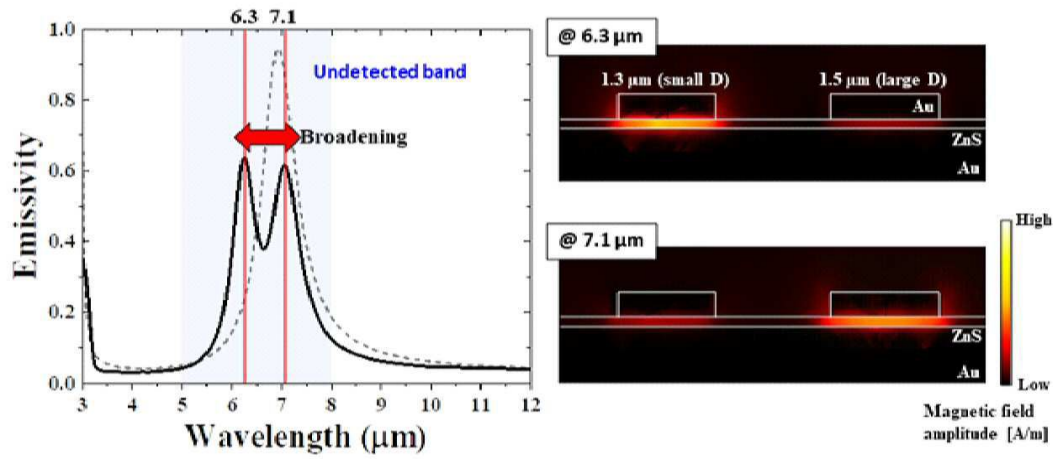 6.3 7.1
1.0
0.8
0.6
0.4
0.2
0.0
Emissivity
Undetected band
Broadening
3 4 5 6 7 8 9 10 11 12
Wavelength (μm)
@ 6.3 μm
1.3 μm (small D)
1.5 μm (large D)
Au
ZnS
Au
@ 7.1 μm
ZnS
Au
High
Low
Magnetic field
amplitude [A/m]